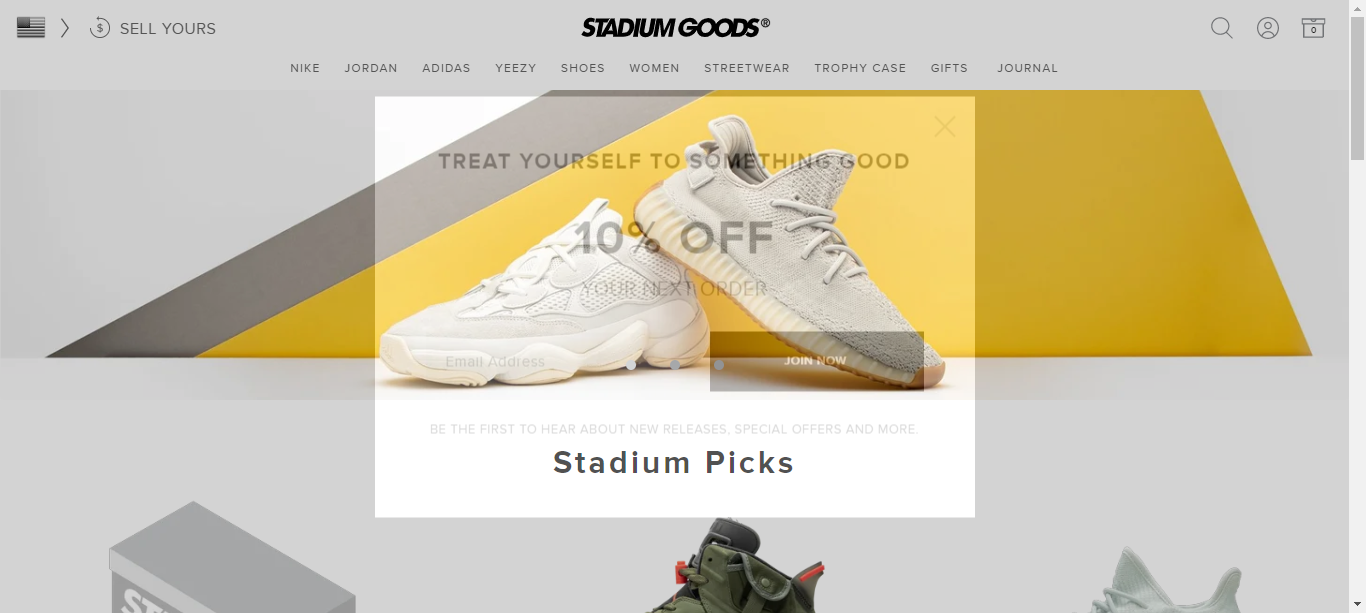 $ SELL YOURS
STADIUM GOODS®
0
NIKE JORDAN ADIDAS YEEZY SHOES WOMEN STREETWEAR TROPHY CASE GIFTS JOURNAL
TREAT YOURSELF TO SOMETHING GOOD
10% OFF
YOUR NEXT ORDER
Email Address JOIN NOW
BE THE FIRST TO HEAR ABOUT NEW RELEASES, SPECIAL OFFERS AND MORE.
Stadium Picks